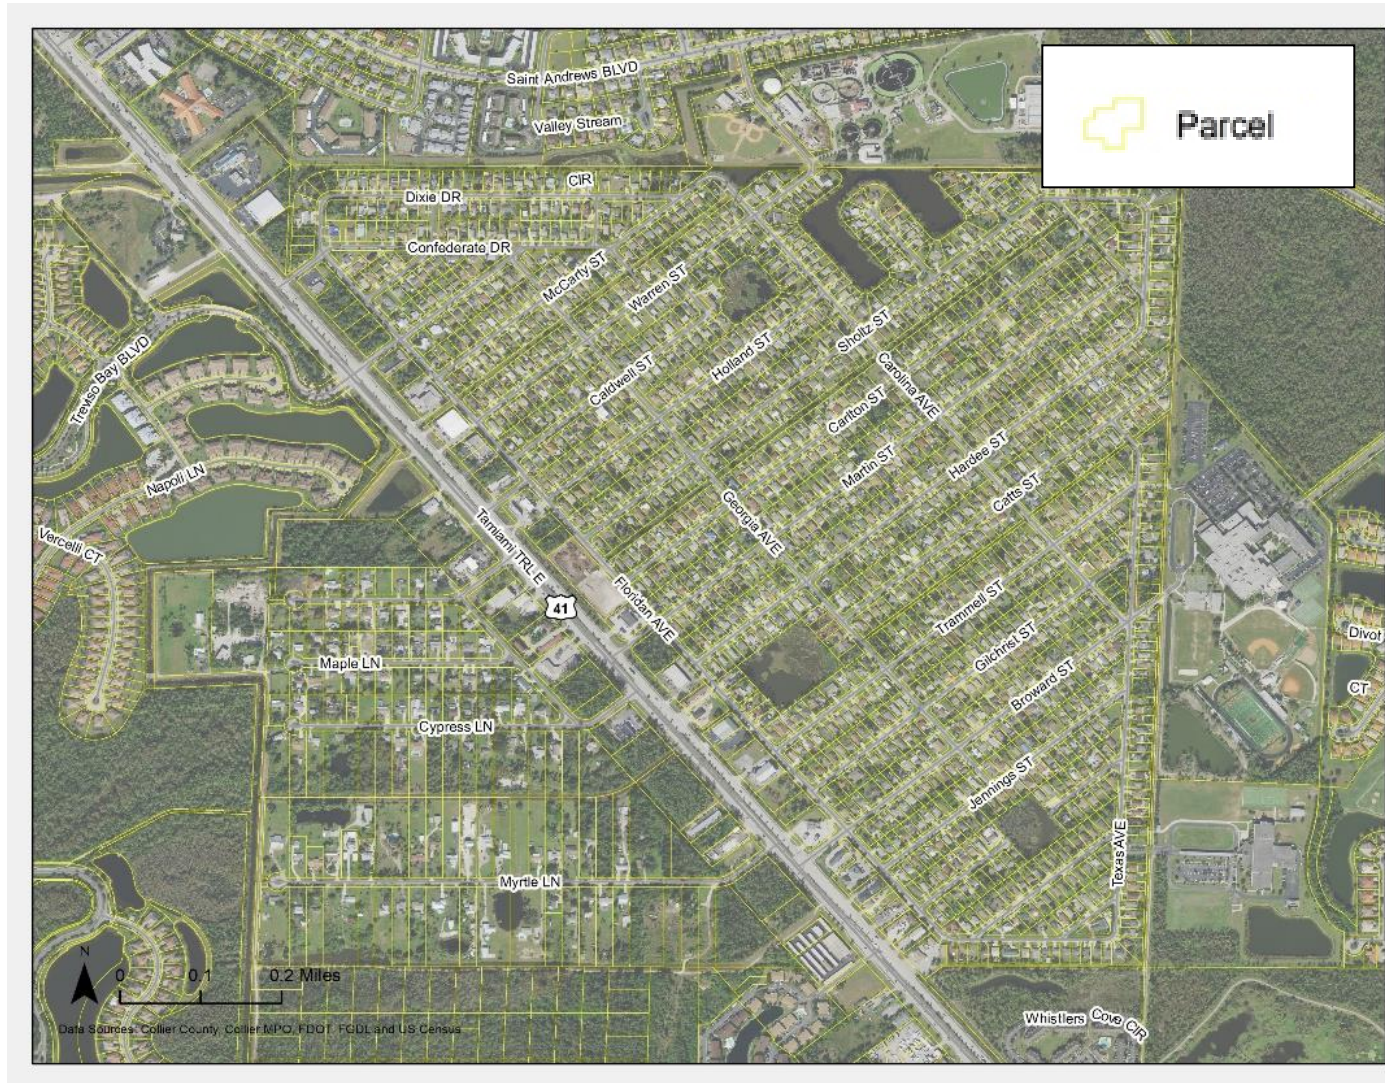 Saint Andrews BLVD
Valley Stream
Parcel
CIR
Dixie DR
Confederate DR
McCarty ST
Warren ST
Holland ST
Sholtz ST
Caldwell ST
Carolina AVE
Treviso Bay BLVD
Carlton ST
Martin ST
Hardee ST
Catts ST
Napoli LN
Georgia AVE
Vercelli CT
Tamiami TRL E
41
Floridan AVE
Trammell ST
Gilchrist ST
Broward ST
Divot
CT
Maple LN
Cypress LN
Jennings ST
Texas AVE
Myrtle LN
N
0 0.1 0.2 Miles
Data Sources: Collier County, Collier MPO, FDOT, FGDL and US Census
Whistlers Cove CIR